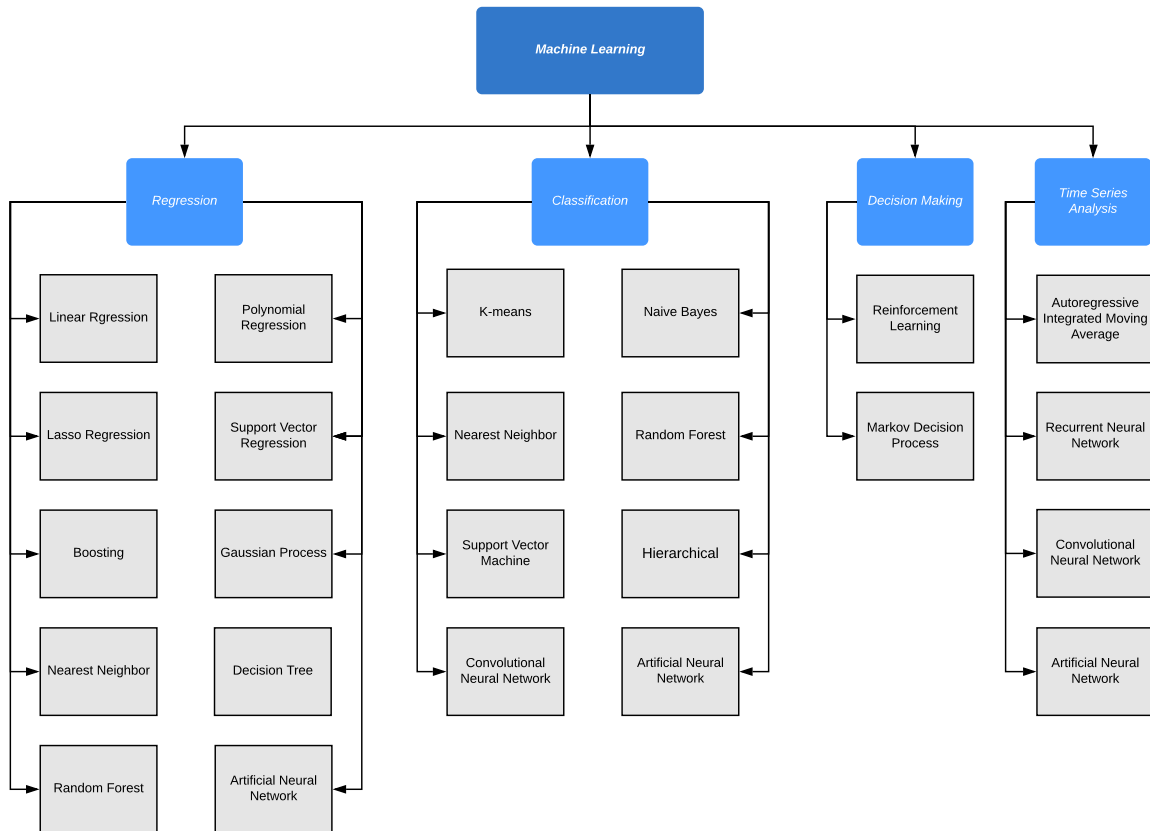 Machine Learning
Regression
Classification
Decision Making
Time Series
Analysis
Linear Rgression
Polynomial
Regression
K-means
Naive Bayes
Reinforcement
Learning
Autoregressive
Integrated Moving
Average
Lasso Regression
Support Vector
Regression
Nearest Neighbor
Random Forest
Markov Decision
Process
Recurrent Neural
Network
Boosting
Gaussian Process
Support Vector
Machine
Hierarchical
Convolutional
Neural Network
Nearest Neighbor
Decision Tree
Convolutional
Neural Network
Artificial Neural
Network
Artificial Neural
Network
Random Forest
Artificial Neural
Network